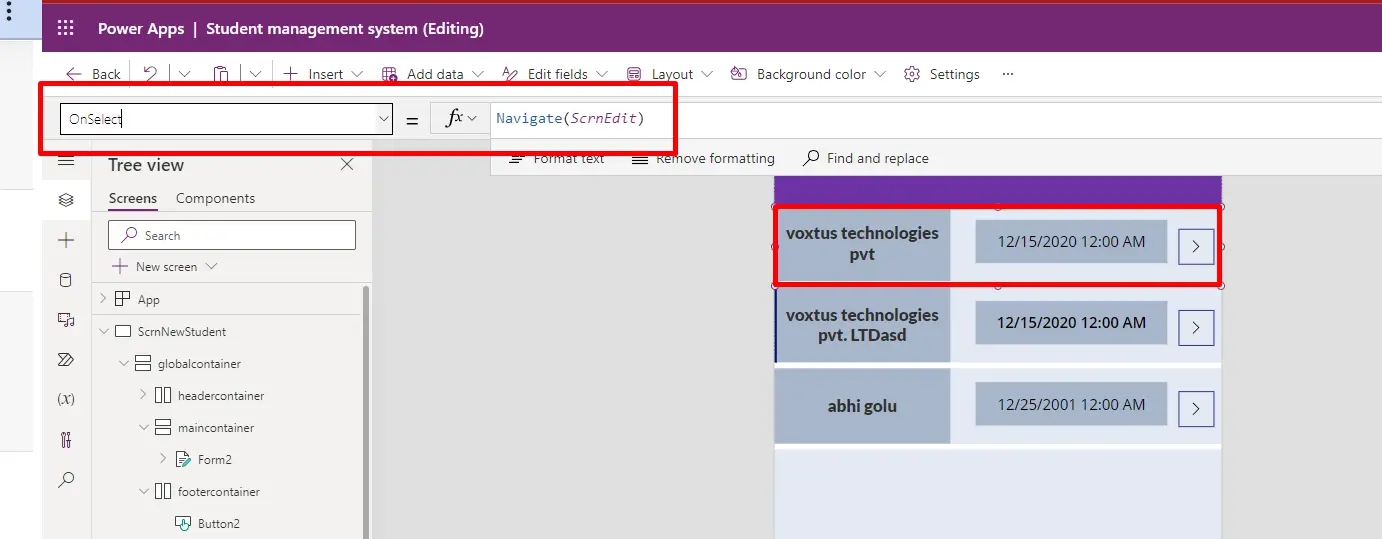 Power Apps | Student management system (Editing)
Back Insert Add data Edit fields Layout Background color Settings ...
OnSelect = fx Navigate(ScrnEdit)
Format text Remove formatting Find and replace
Tree view
Screens Components
Search
New screen
App
ScrnNewStudent
globalcontainer
headercontainer
maincontainer
Form2
footercontainer
Button2
voxtus technologies
pvt
12/15/2020 12:00 AM
voxtus technologies
pvt. LTDasd
12/15/2020 12:00 AM
abhi golu
12/25/2001 12:00 AM